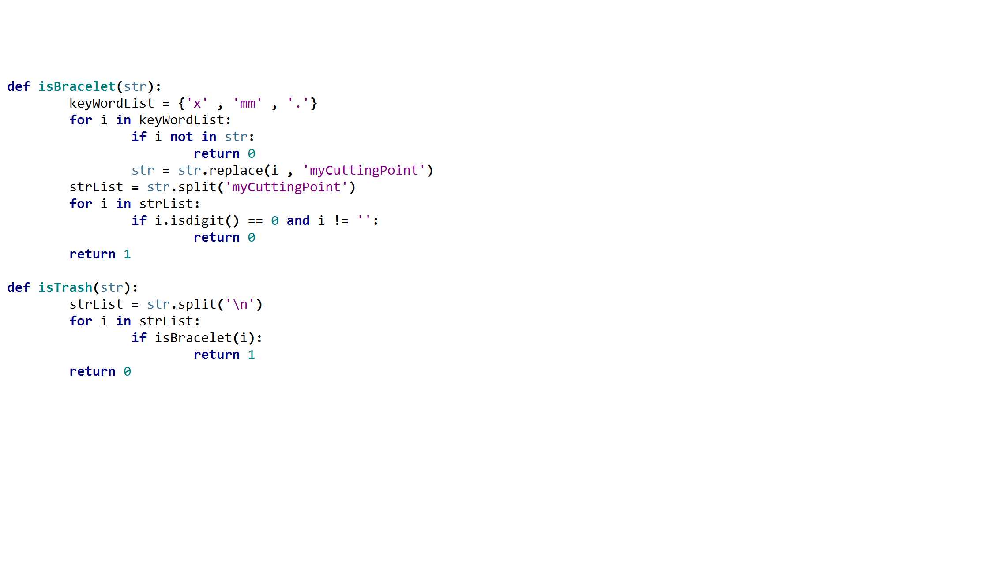 def isBracelet(str):
        keyWordList = {'x' , 'mm' , '.'}
        for i in keyWordList:
                if i not in str:
                        return 0
                str = str.replace(i , 'myCuttingPoint')
        strList = str.split('myCuttingPoint')
        for i in strList:
                if i.isdigit() == 0 and i != '':
                        return 0
        return 1

def isTrash(str):
        strList = str.split('\n')
        for i in strList:
                if isBracelet(i):
                        return 1
        return 0